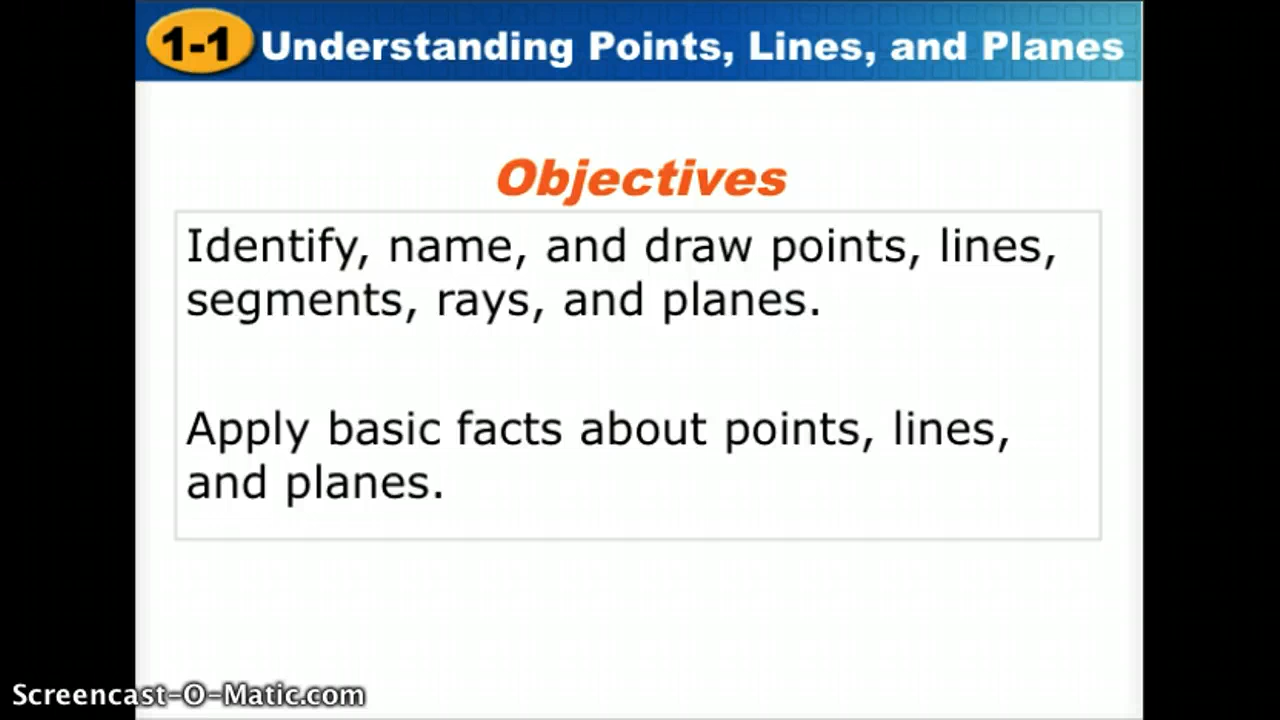 1-1 Understanding Points, Lines, and Planes
Objectives
Identify, name, and draw points, lines,
segments, rays, and planes.
Apply basic facts about points, lines,
and planes.
Screencast-O-Matic.com